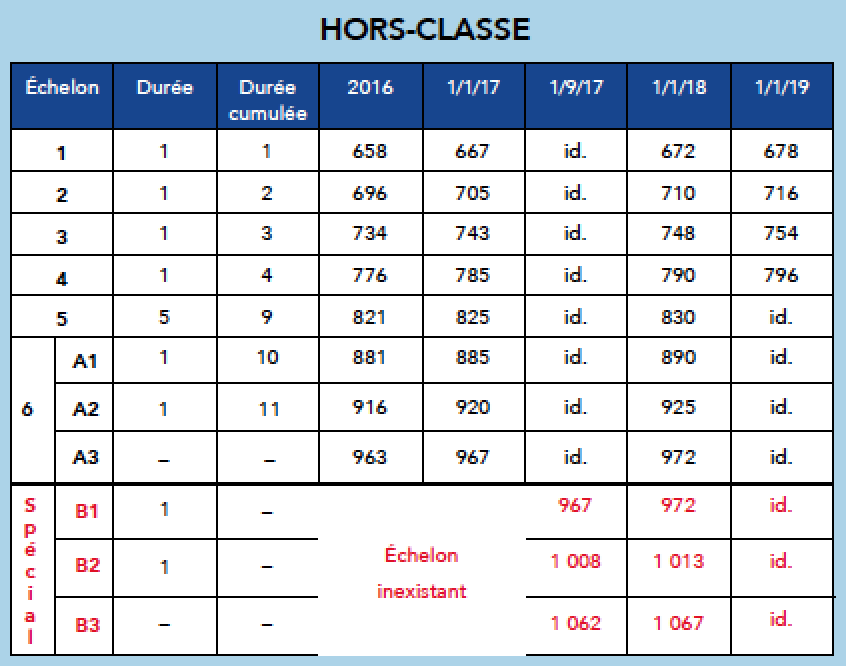 HORS-CLASSE
Échelon Durée Durée cumulée 2016 1/1/17 1/9/17 1/1/18 1/1/19
1 1 1 658 667 id. 672 678
2 1 2 696 705 id. 710 716
3 1 3 734 743 id. 748 754
4 1 4 776 785 id. 790 796
5 5 9 821 825 id. 830 id.
6 A1 1 10 881 885 id. 890 id.
A2 1 11 916 920 id. 925 id.
A3 – – 963 967 id. 972 id.
Spécial B1 1 – Échelon inexistant 967 972 id.
B2 1 – 1 008 1 013 id.
B3 – – 1 062 1 067 id.